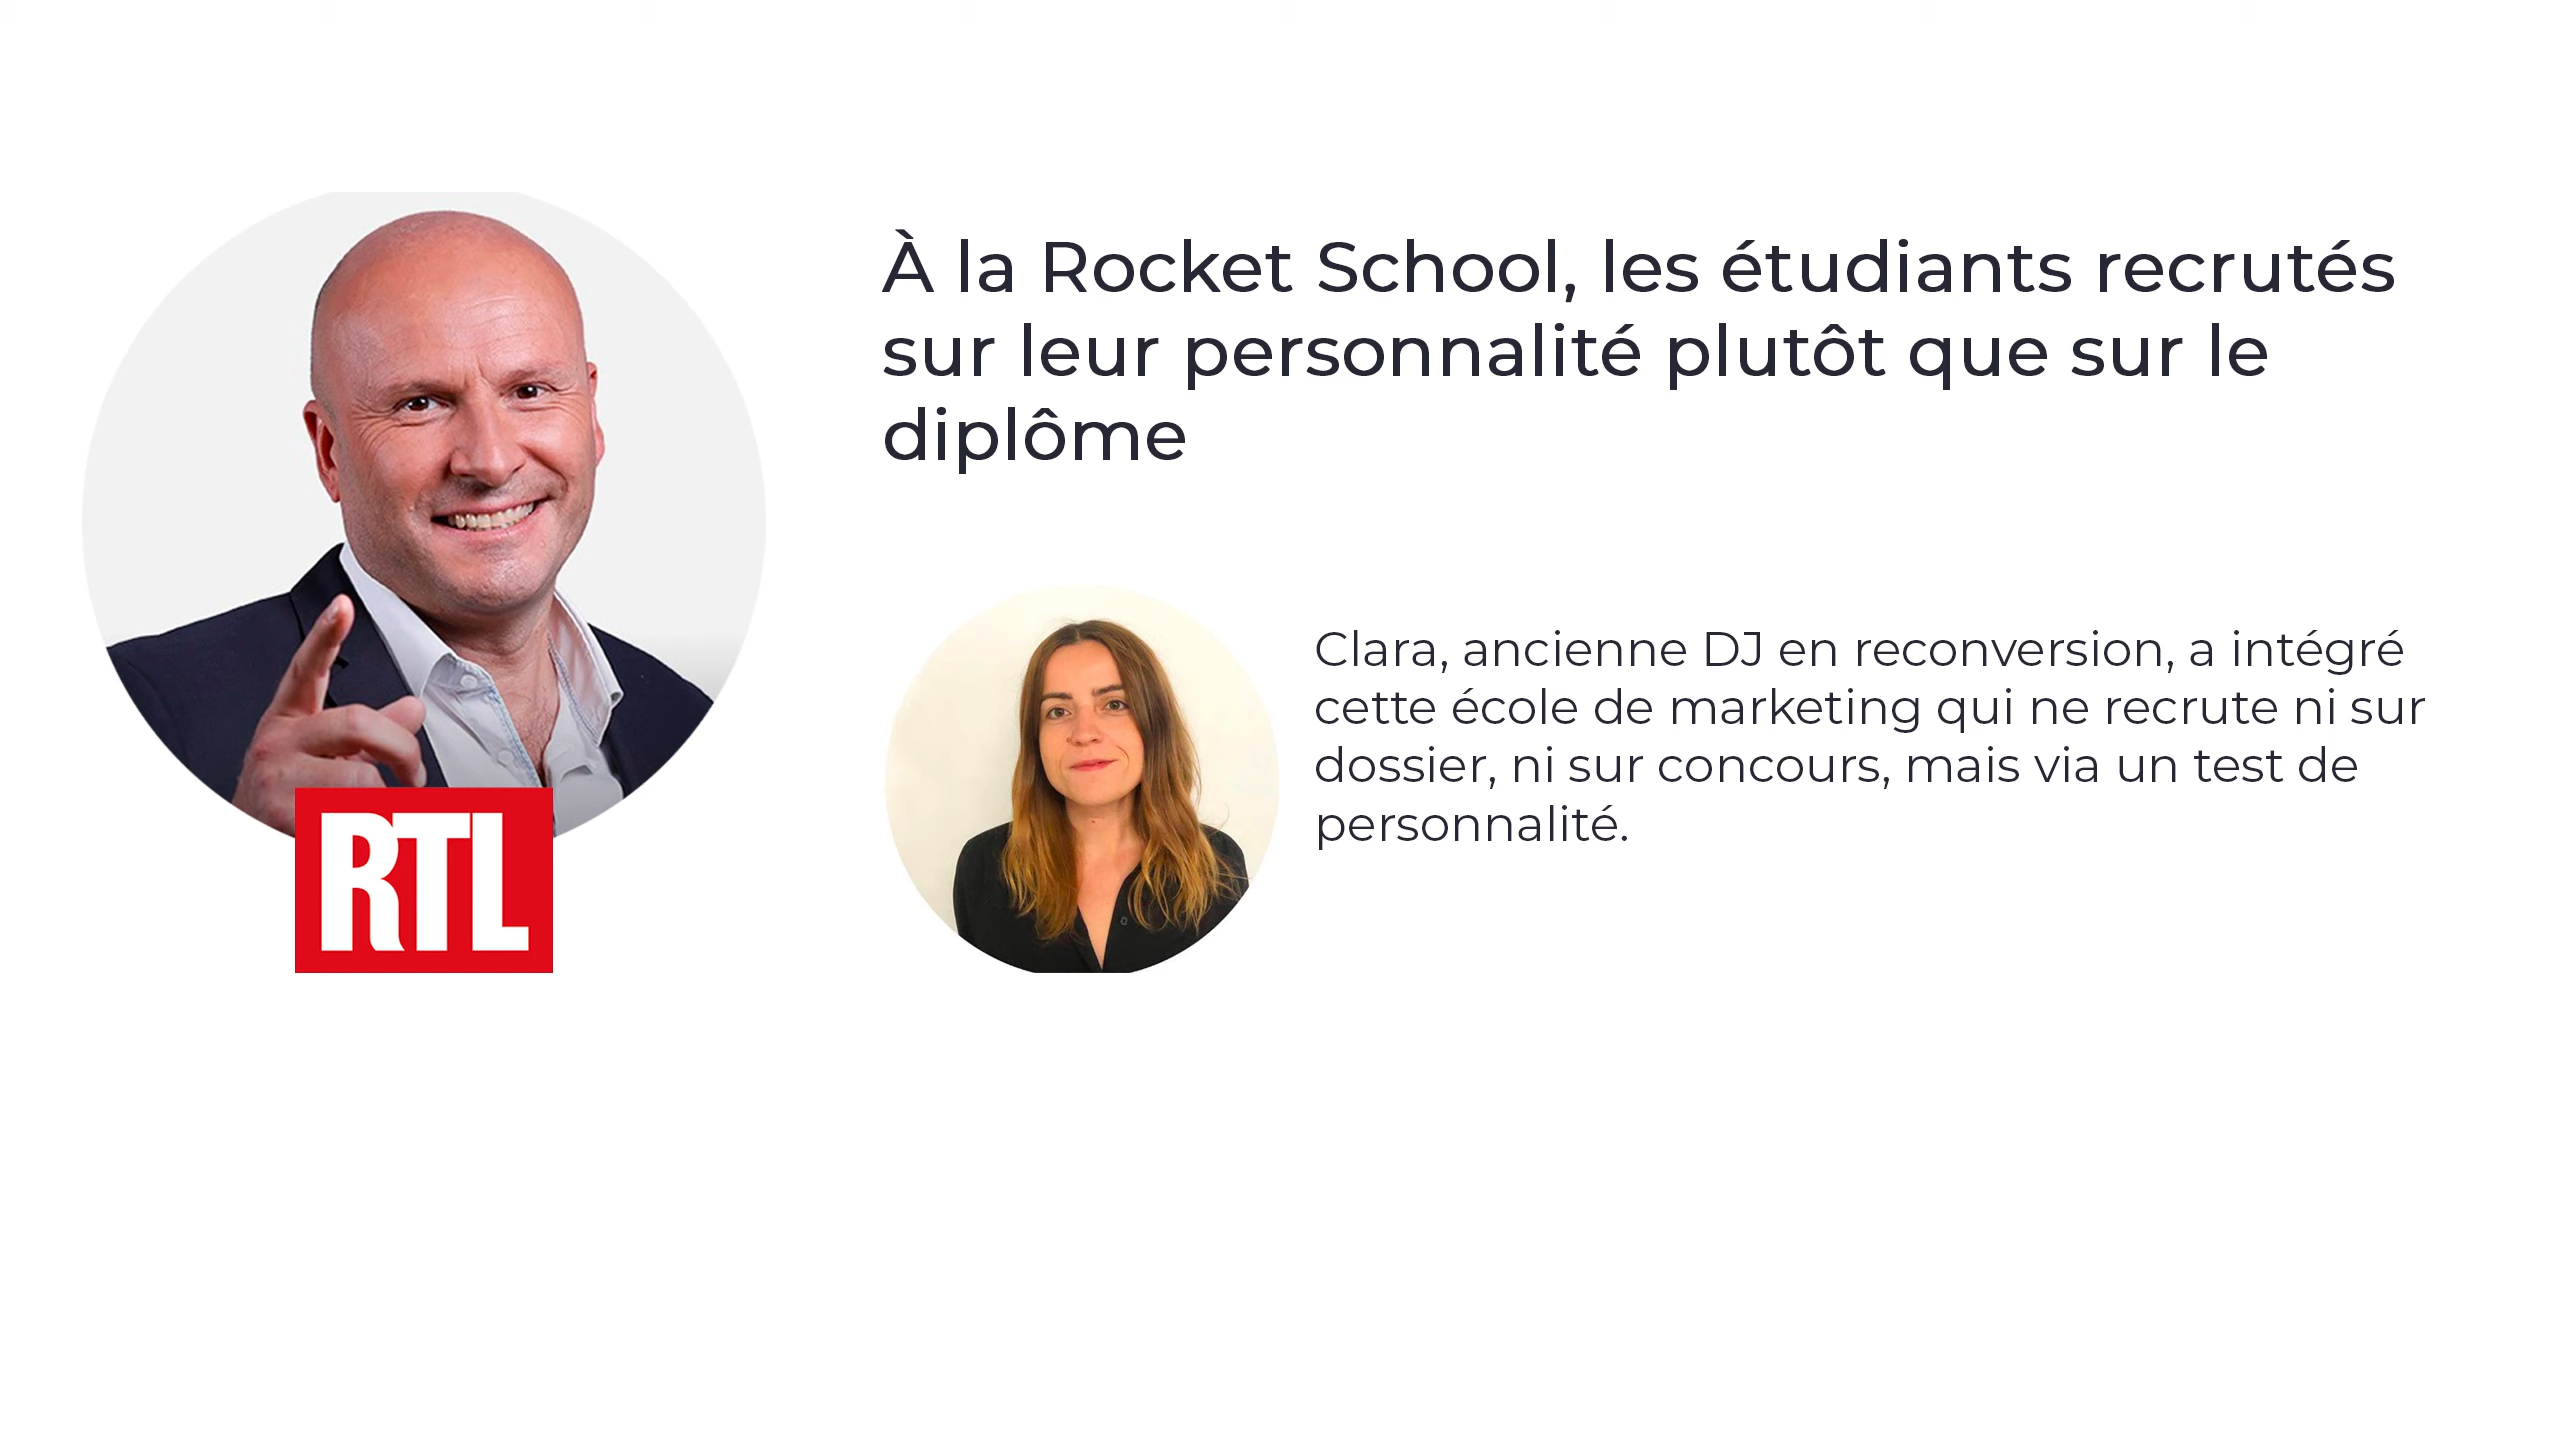 À la Rocket School, les étudiants recrutés
sur leur personnalité plutôt que sur le
diplôme
Clara, ancienne DJ en reconversion, a intégré
cette école de marketing qui ne recrute ni sur
dossier, ni sur concours, mais via un test de
personnalité.
RTL